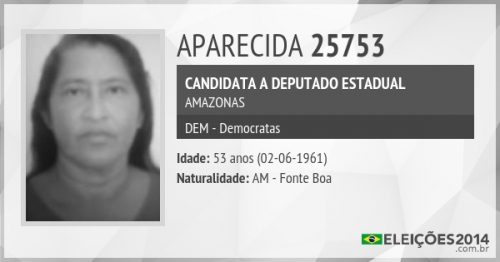 APARECIDA 25753
CANDIDATA A DEPUTADO ESTADUAL
AMAZONAS
DEM - Democratas
Idade: 53 anos (02-06-1961)
Naturalidade: AM - Fonte Boa
ELEIÇÕES2014
.com.br